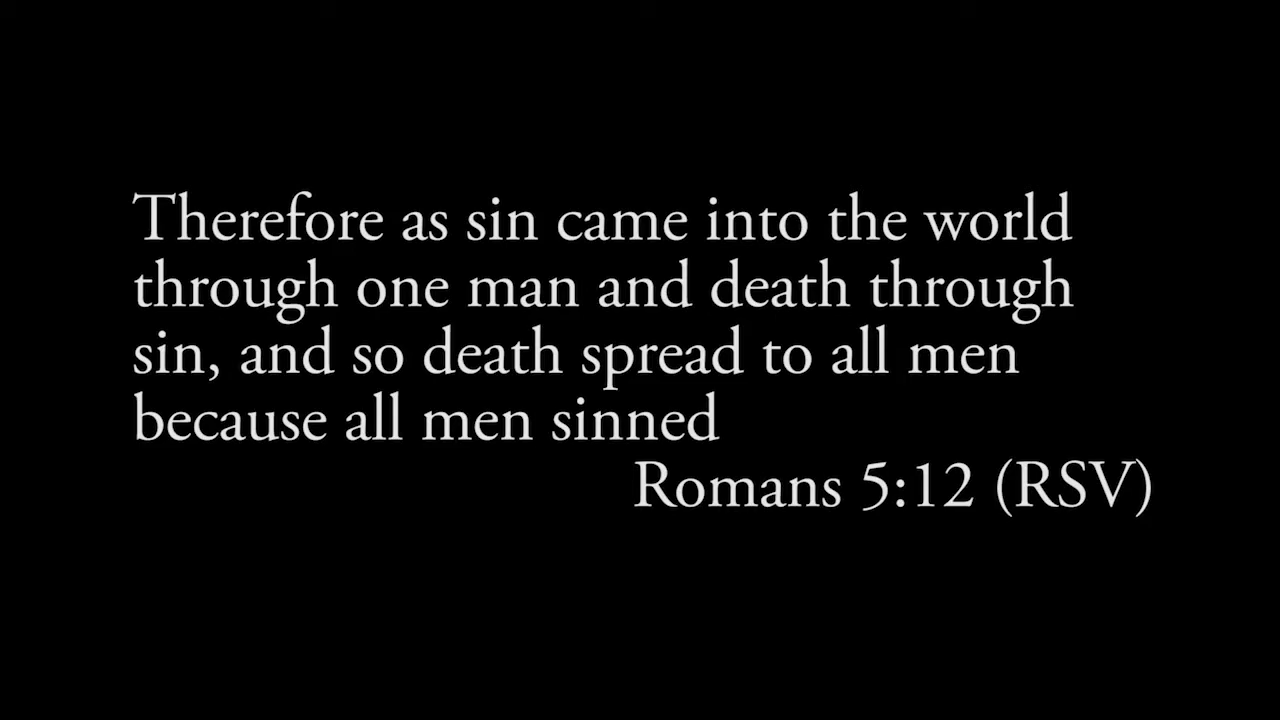 Therefore as sin came into the world
through one man and death through
sin, and so death spread to all men
because all men sinned
Romans 5:12 (RSV)